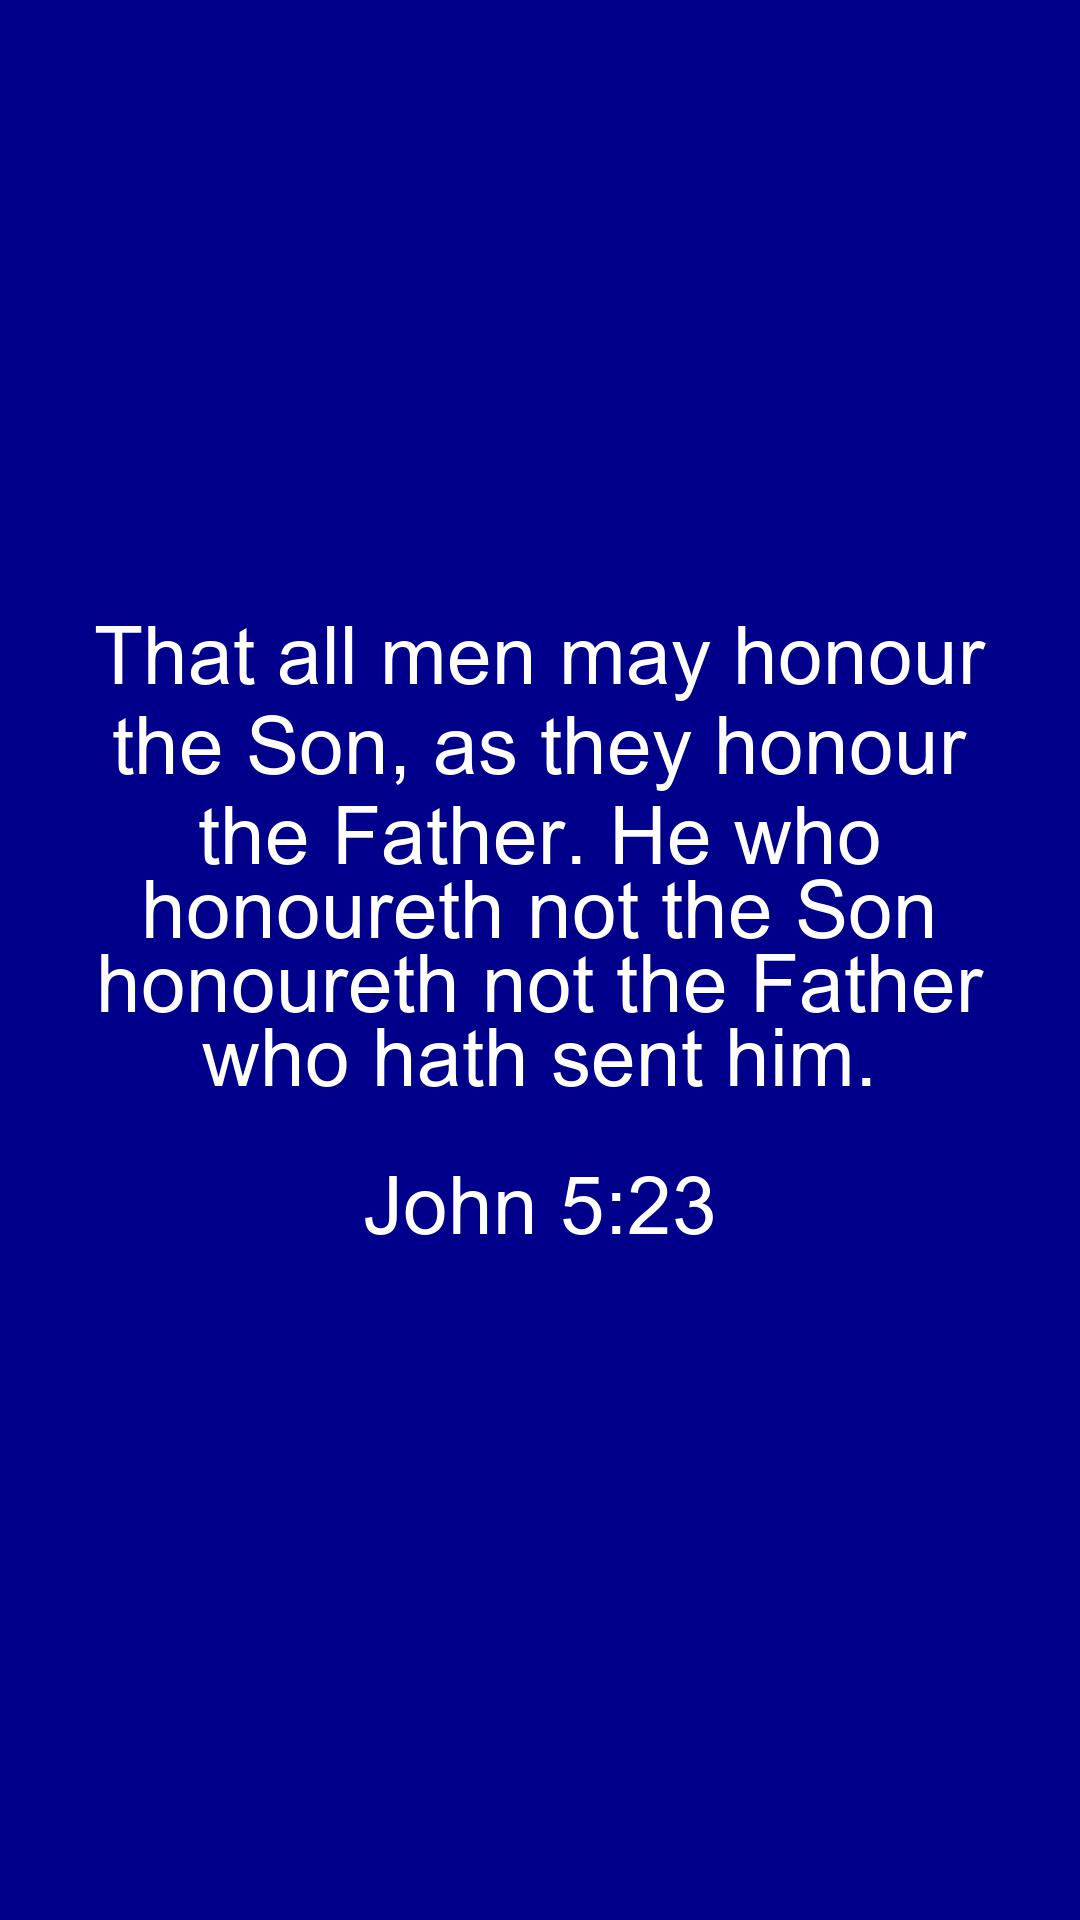 That all men may honour
the Son, as they honour
the Father. He who
honoureth not the Son
honoureth not the Father
who hath sent him.
John 5:23